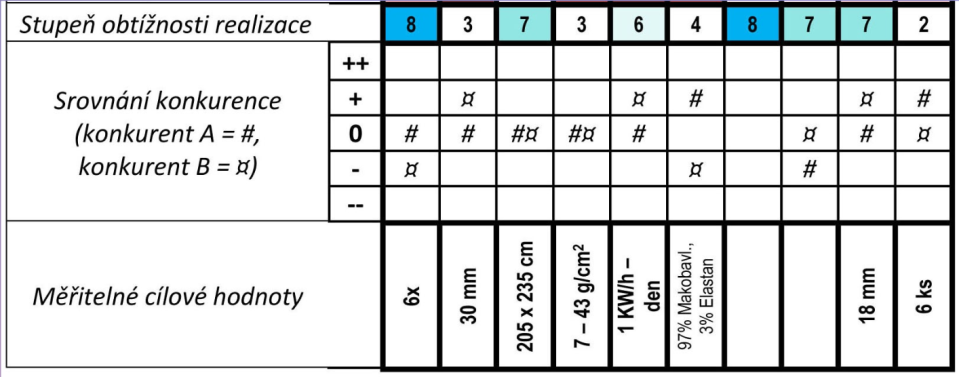 Stupeň obtížnosti realizace 8 3 7 3 6 4 8 7 7 2
++
+ ¤ ¤ # ¤ #
Srovnání konkurence
(konkurent A = #,
konkurent B = ¤)
0 # # #¤ #¤ # ¤ # ¤
- ¤ ¤ #
--
Měřitelné cílové hodnoty
6x
30 mm
205 x 235 cm
7 – 43 g/cm²
1 KW/h –
den
97% Makobavl.,
3% Elastan
18 mm
6 ks